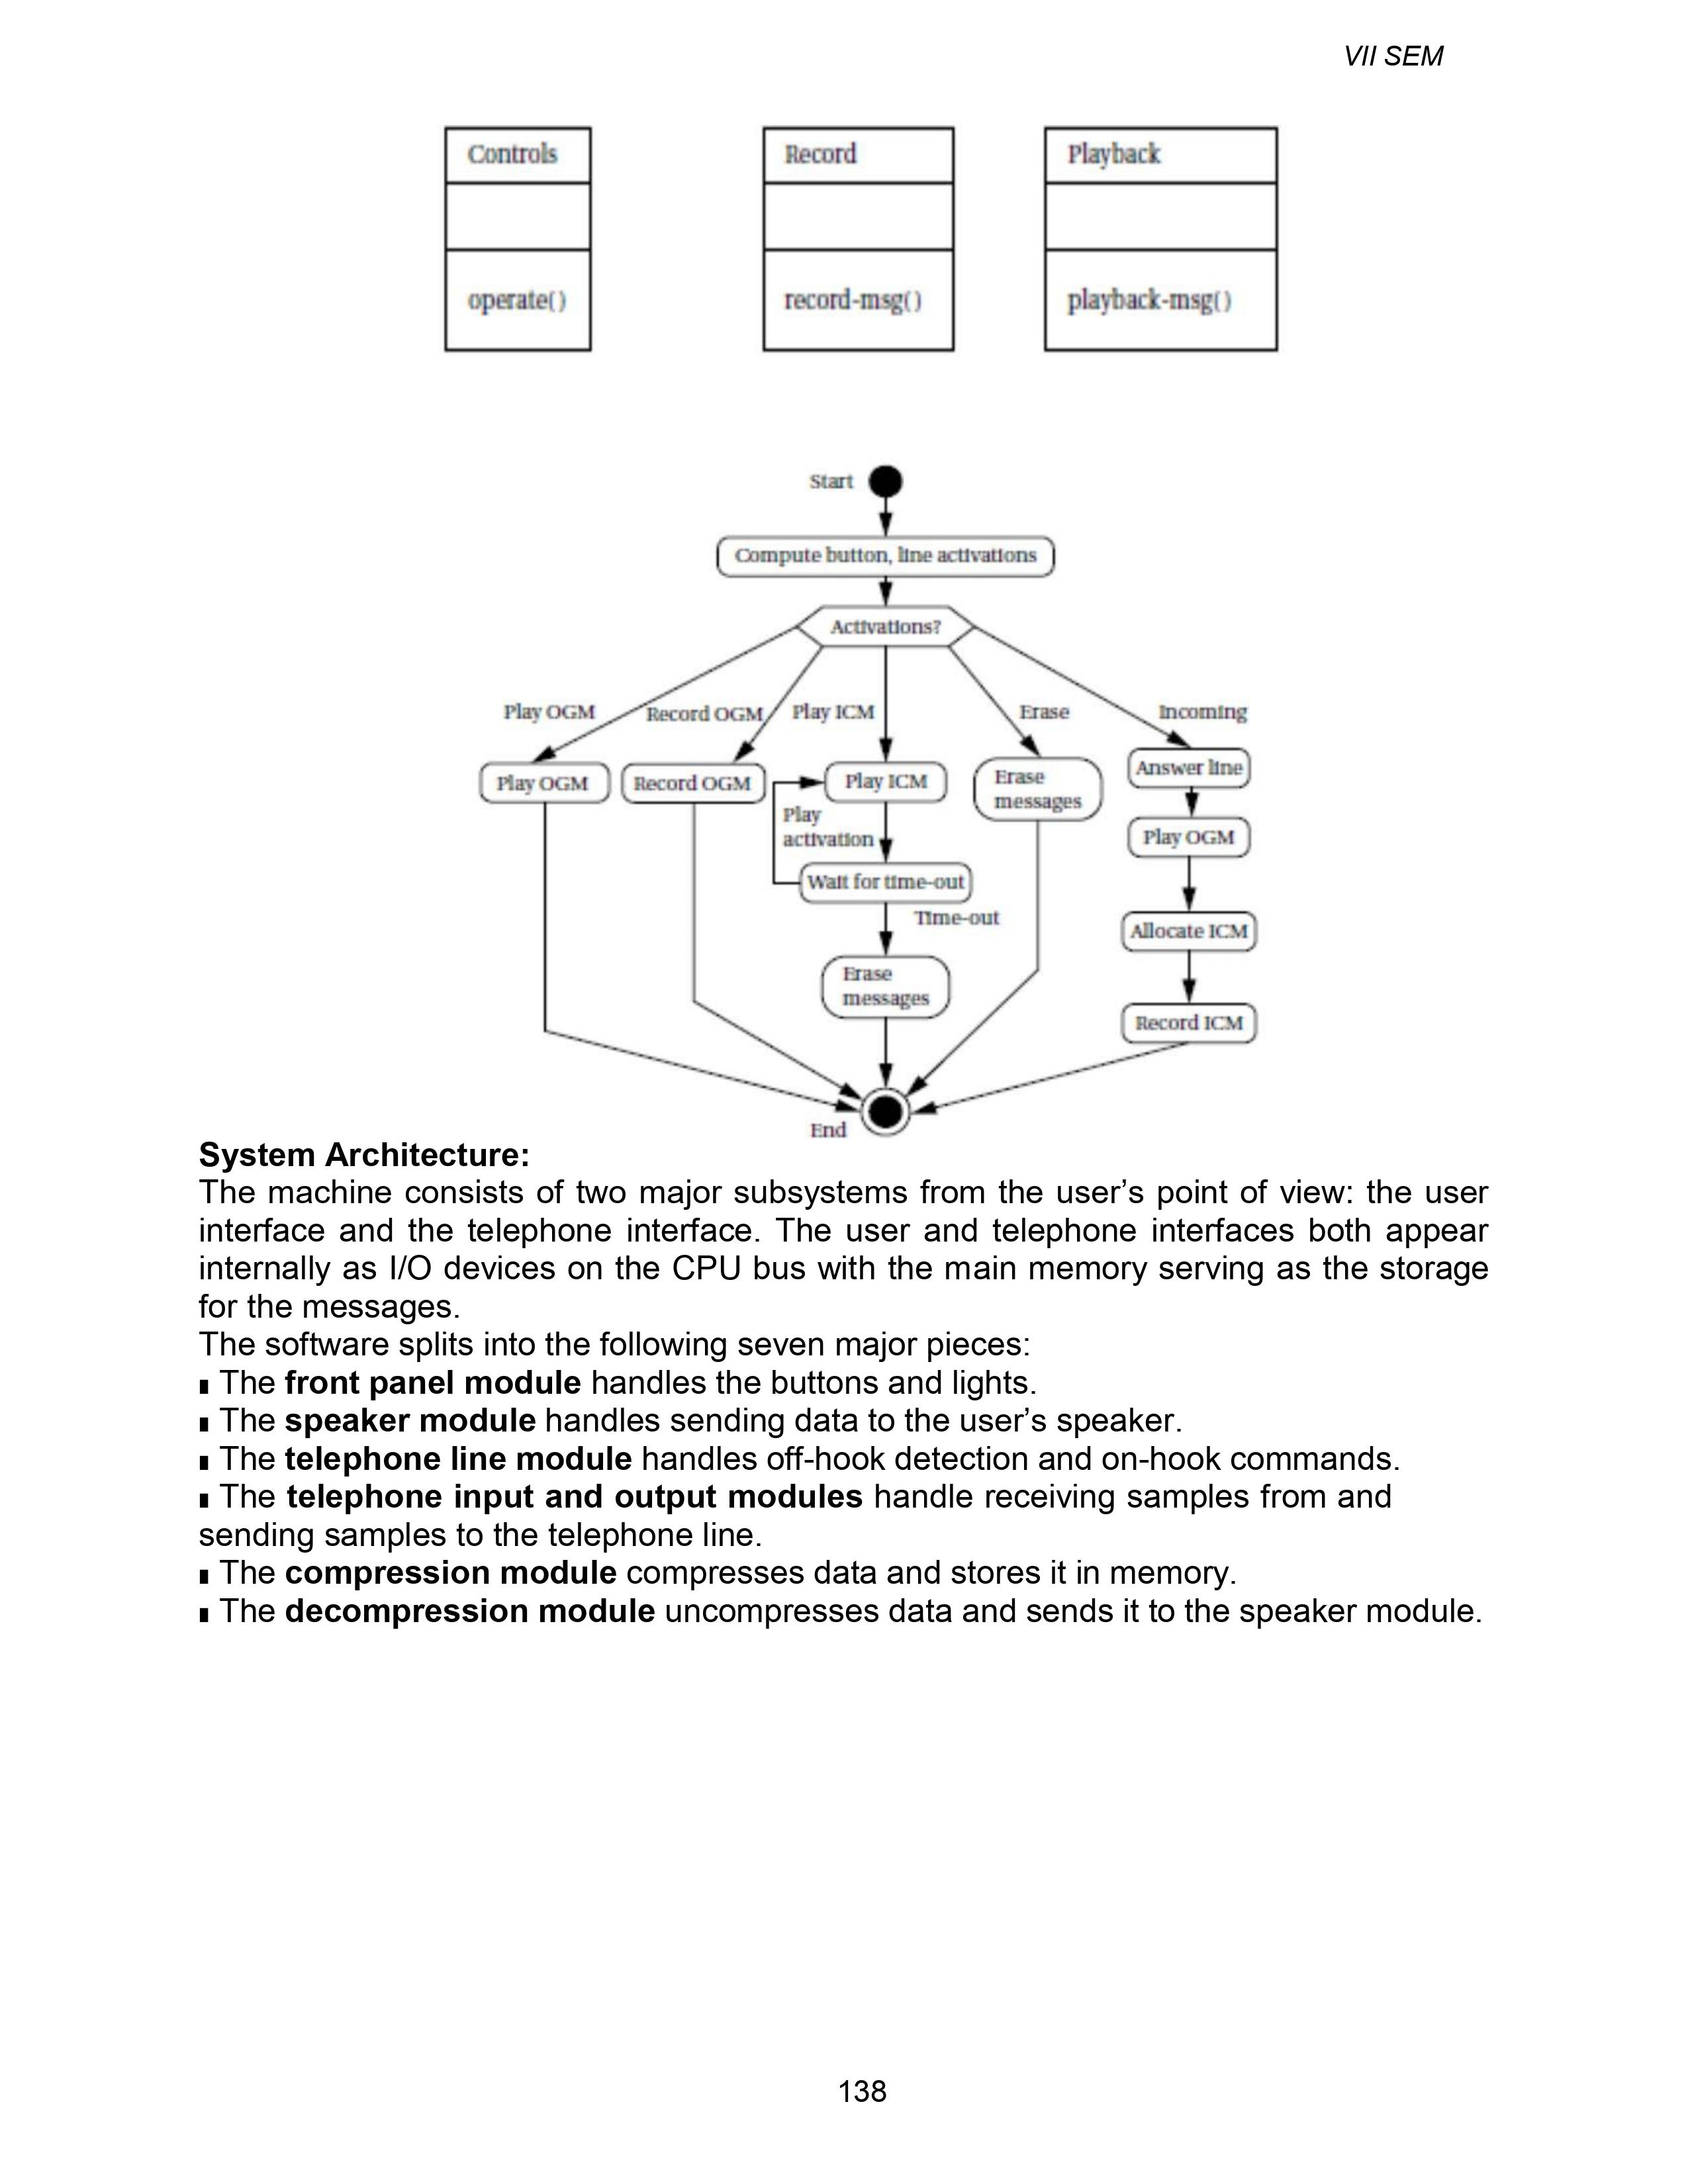 VII SEM
Controls
operate()
Record
record-msg()
Playback
playback-msg()
Start
Compute button, line activations
Activations?
Play OGM
Record OGM
Play ICM
Erase
Incoming
Play OGM
Record OGM
Play ICM
Erase
messages
Answer line
Play
activation
Play OGM
Wait for time-out
Time-out
Allocate ICM
Erase
messages
Record ICM
End
System Architecture:
The machine consists of two major subsystems from the user’s point of view: the user
interface and the telephone interface. The user and telephone interfaces both appear
internally as I/O devices on the CPU bus with the main memory serving as the storage
for the messages.
The software splits into the following seven major pieces:
∎ The front panel module handles the buttons and lights.
∎ The speaker module handles sending data to the user’s speaker.
∎ The telephone line module handles off-hook detection and on-hook commands.
∎ The telephone input and output modules handle receiving samples from and
sending samples to the telephone line.
∎ The compression module compresses data and stores it in memory.
∎ The decompression module uncompresses data and sends it to the speaker module.
138